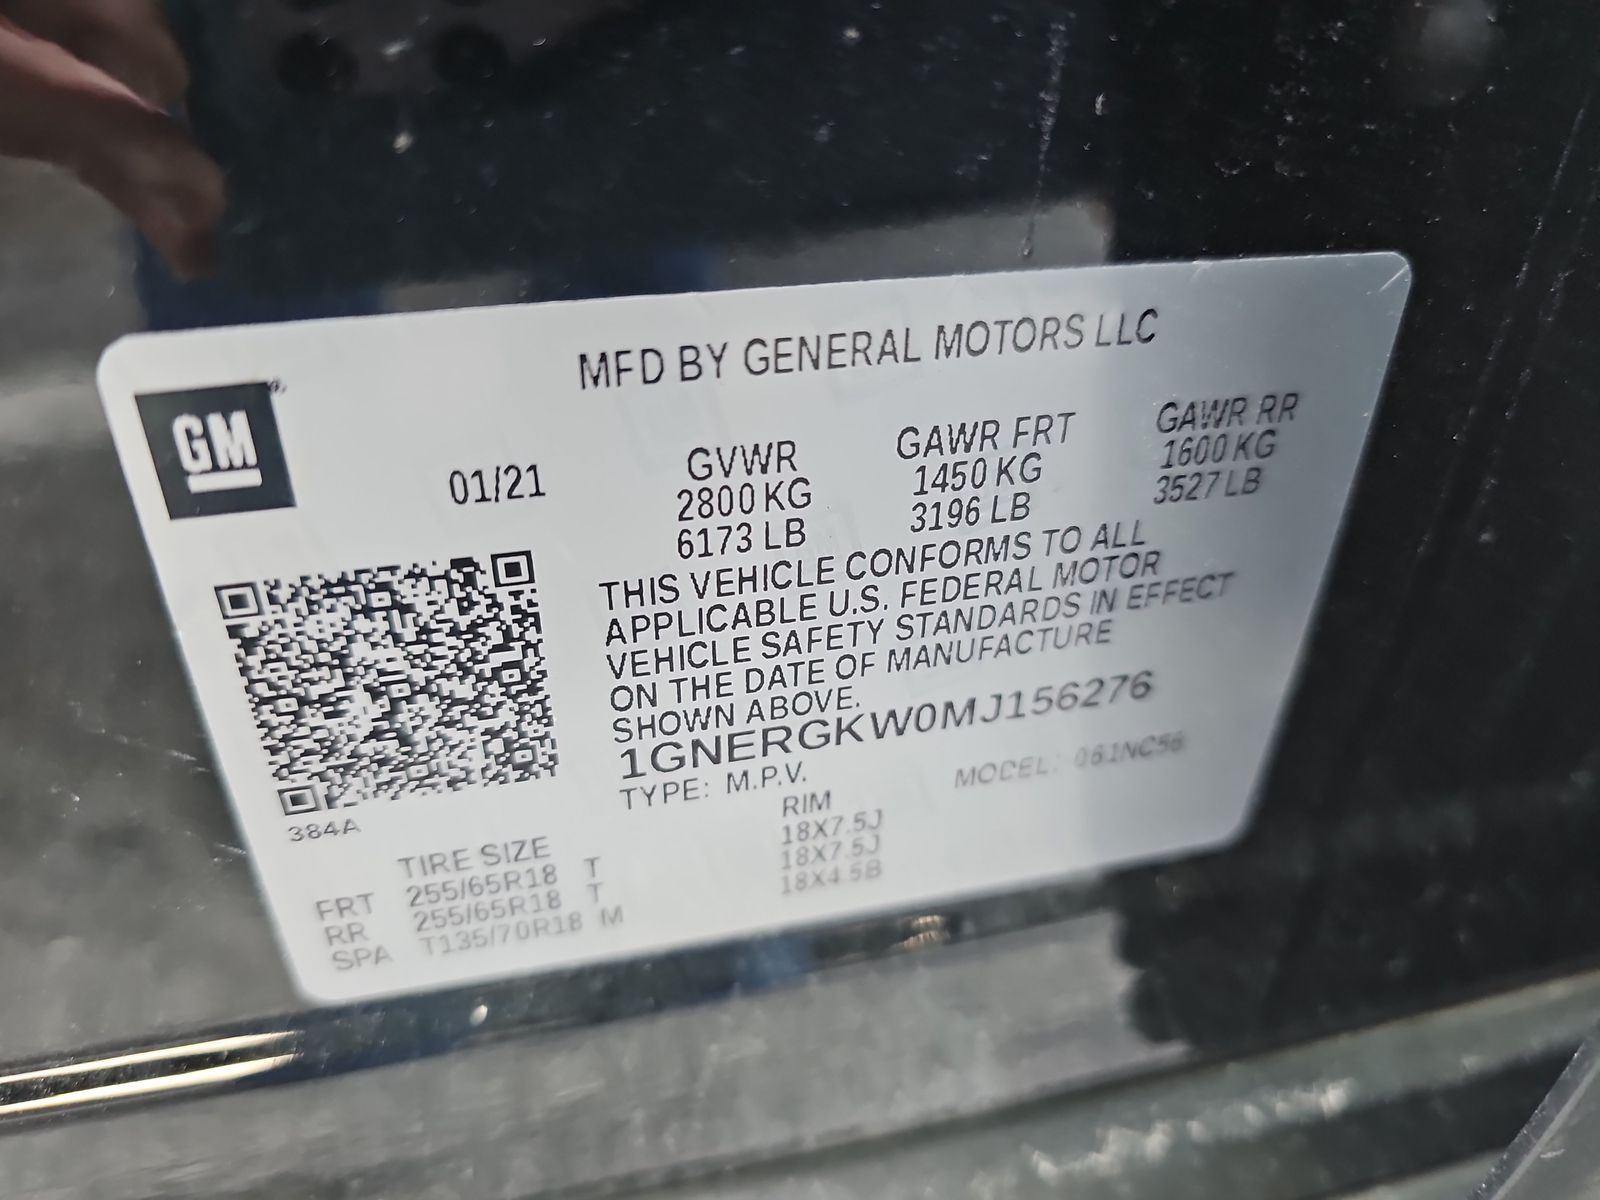 MFD BY GENERAL MOTORS LLC
GM
01/21
GVWR GAWR FRT GAWR RR
2800 KG 1450 KG 1600 KG
6173 LB 3196 LB 3527 LB
THIS VEHICLE CONFORMS TO ALL
APPLICABLE U.S. FEDERAL MOTOR
VEHICLE SAFETY STANDARDS IN EFFECT
ON THE DATE OF MANUFACTURE
SHOWN ABOVE.
1GNERGKW0MJ156276
TYPE: M.P.V. MODEL: 061NC56
384A
TIRE SIZE RIM
FRT 255/65R18 T 18X7.5J
RR 255/65R18 T 18X7.5J
SPA T135/70R18 M 18X4.5B